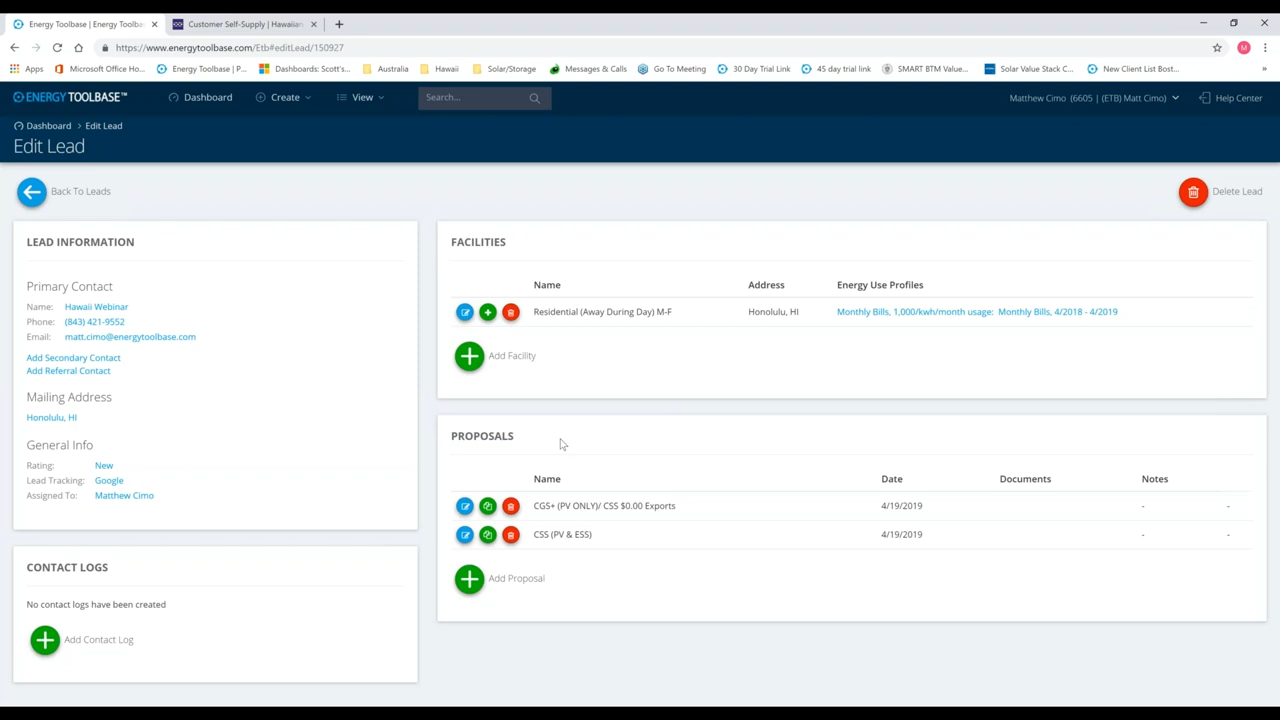 Energy Toolbase | Energy Toolba
Customer Self-Supply | Hawaiian
https://www.energytoolbase.com/Etb#editLead/150927
Apps
Microsoft Office Ho...
Energy Toolbase | P...
Dashboards: Scott's...
Australia
Hawaii
Solar/Storage
Messages & Calls
Go To Meeting
30 Day Trial Link
45 day trial link
SMART BTM Value...
Solar Value Stack C...
New Client List Bost...
ENERGY TOOLBASE™
Dashboard
Create
View
Search...
Matthew Cimo (6605 | (ETB) Matt Cimo)
Help Center
Dashboard > Edit Lead
Edit Lead
Back To Leads
Delete Lead
LEAD INFORMATION
Primary Contact
Name: Hawaii Webinar
Phone: (843) 421-9552
Email: matt.cimo@energytoolbase.com
Add Secondary Contact
Add Referral Contact
Mailing Address
Honolulu, HI
General Info
Rating: New
Lead Tracking: Google
Assigned To: Matthew Cimo
CONTACT LOGS
No contact logs have been created
Add Contact Log
FACILITIES
Name Address Energy Use Profiles
Residential (Away During Day) M-F Honolulu, HI Monthly Bills, 1,000/kwh/month usage: Monthly Bills, 4/2018 - 4/2019
Add Facility
PROPOSALS
Name Date Documents Notes
CGS+ (PV ONLY)/ CSS $0.00 Exports 4/19/2019 - -
CSS (PV & ESS) 4/19/2019 - -
Add Proposal